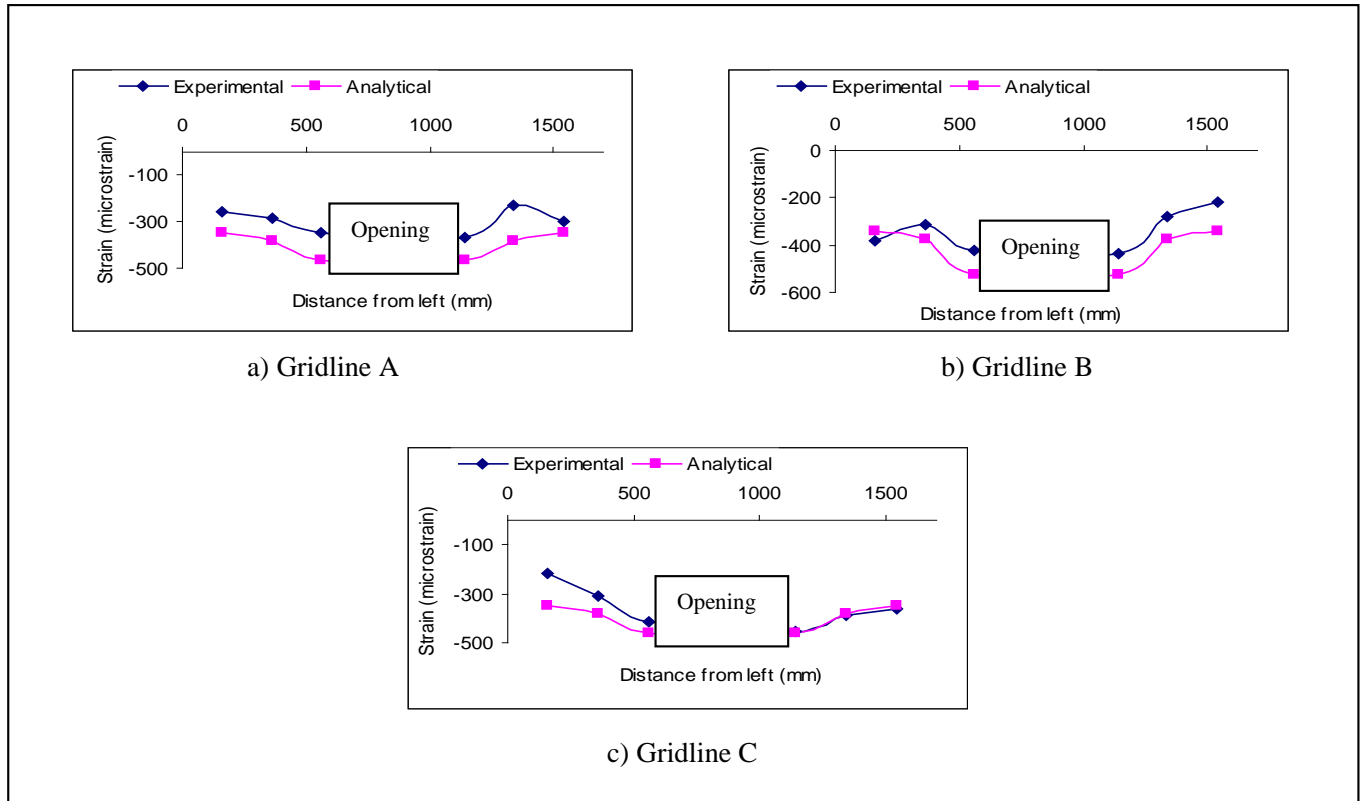 Experimental Analytical
0 500 1000 1500
-100
-300
-500
Strain (microstrain)
Opening
Distance from left (mm)
a) Gridline A
Experimental Analytical
0 500 1000 1500
0
-200
-400
-600
Strain (microstrain)
Opening
Distance from left (mm)
b) Gridline B
Experimental Analytical
0 500 1000 1500
-100
-300
-500
Strain (microstrain)
Opening
Distance from left (mm)
c) Gridline C